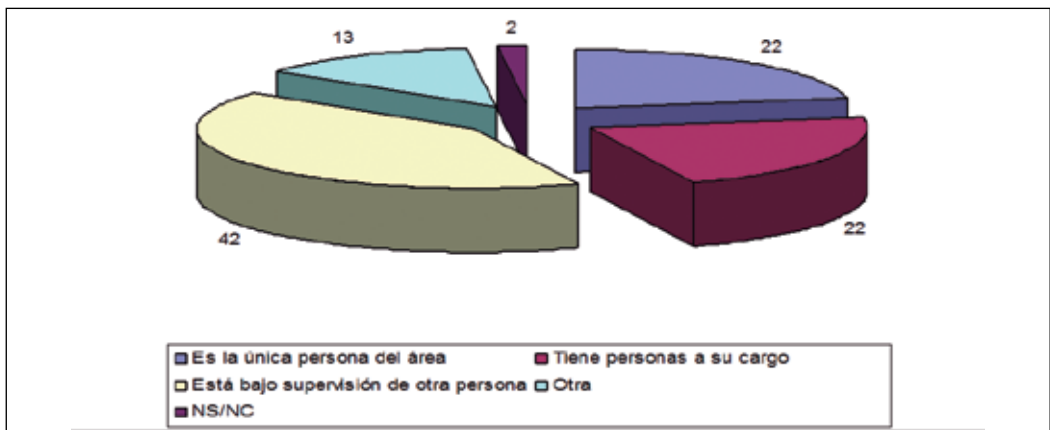 13
2
22
42
22
Es la única persona del área
Tiene personas a su cargo
Está bajo supervisión de otra persona
Otra
NS/NC